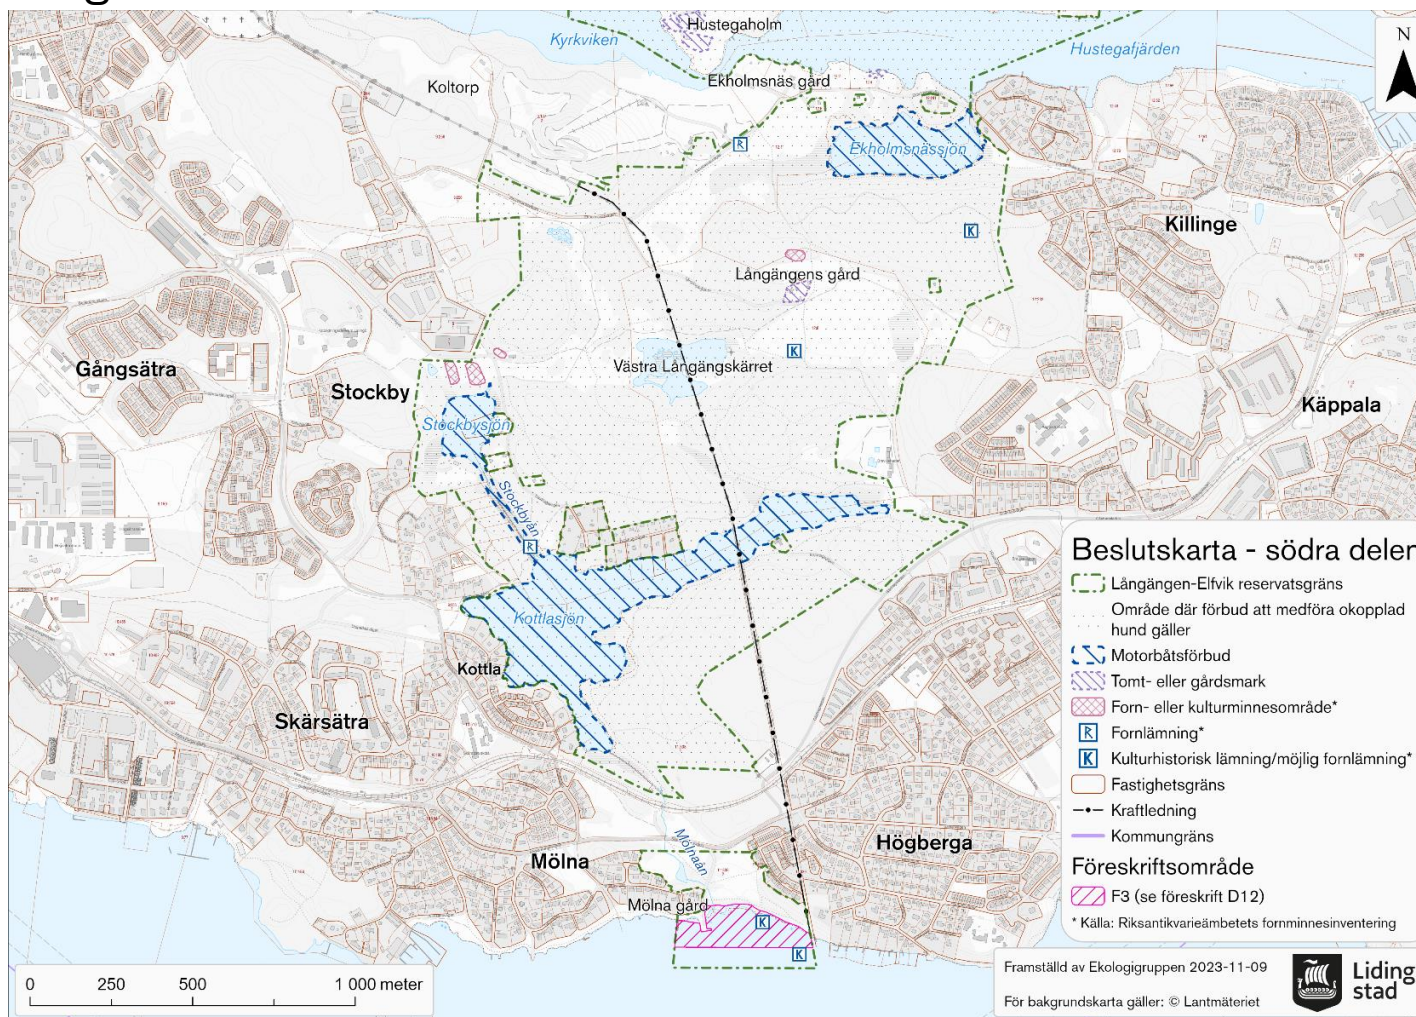 Hustegaholm
Kyrkviken
Hustegafjärden
N
Koltorp
Ekholmsnäs gård
R
Ekholmsnässjön
Killinge
K
Långängens gård
K
Gångsätra
Stockby
Västra Långängskärret
Käppala
Stockbysjön
Stockbyån
R
Kottlasjön
Kottla
Skärsätra
Mölnaån
Mölna
Högberga
Mölna gård
K
K
Beslutskarta - södra delen
Långängen-Elfvik reservatsgräns
Område där förbud att medföra okopplad
hund gäller
Motorbåtsförbud
Tomt- eller gårdsmark
Forn- eller kulturminnesområde*
R Fornlämning*
K Kulturhistorisk lämning/möjlig fornlämning*
Fastighetsgräns
Kraftledning
Kommungräns
Föreskriftsområde
F3 (se föreskrift D12)
* Källa: Riksantikvarieämbetets fornminnesinventering
0 250 500 1 000 meter
Framställd av Ekologigruppen 2023-11-09
För bakgrundskarta gäller: © Lantmäteriet
Liding
stad